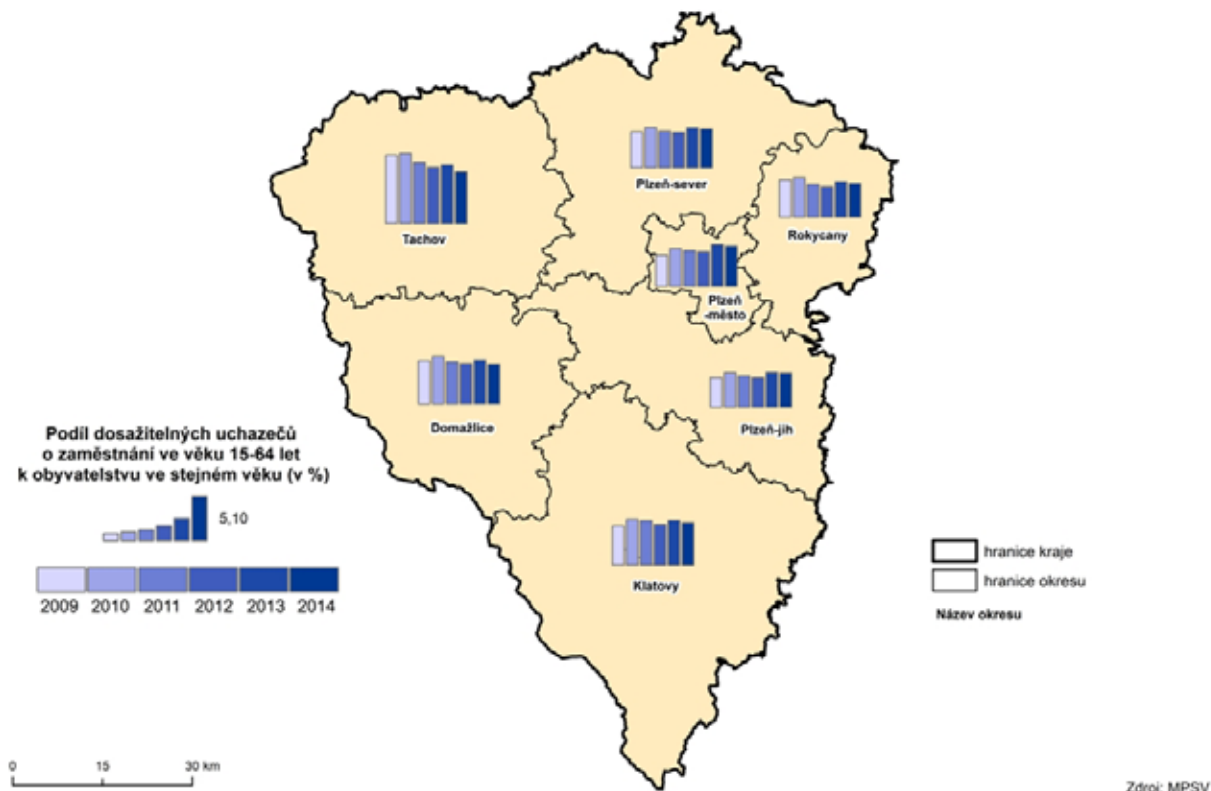 Plzeň-sever
Tachov
Rokycany
Plzeň
-město
Domažlice
Plzeň-jih
Klatovy
Podíl dosažitelných uchazečů
o zaměstnání ve věku 15-64 let
k obyvatelstvu ve stejném věku (v %)
5,10
2009 2010 2011 2012 2013 2014
hranice kraje
hranice okresu
Název okresu
0 15 30 km
Zdroj: MPSV